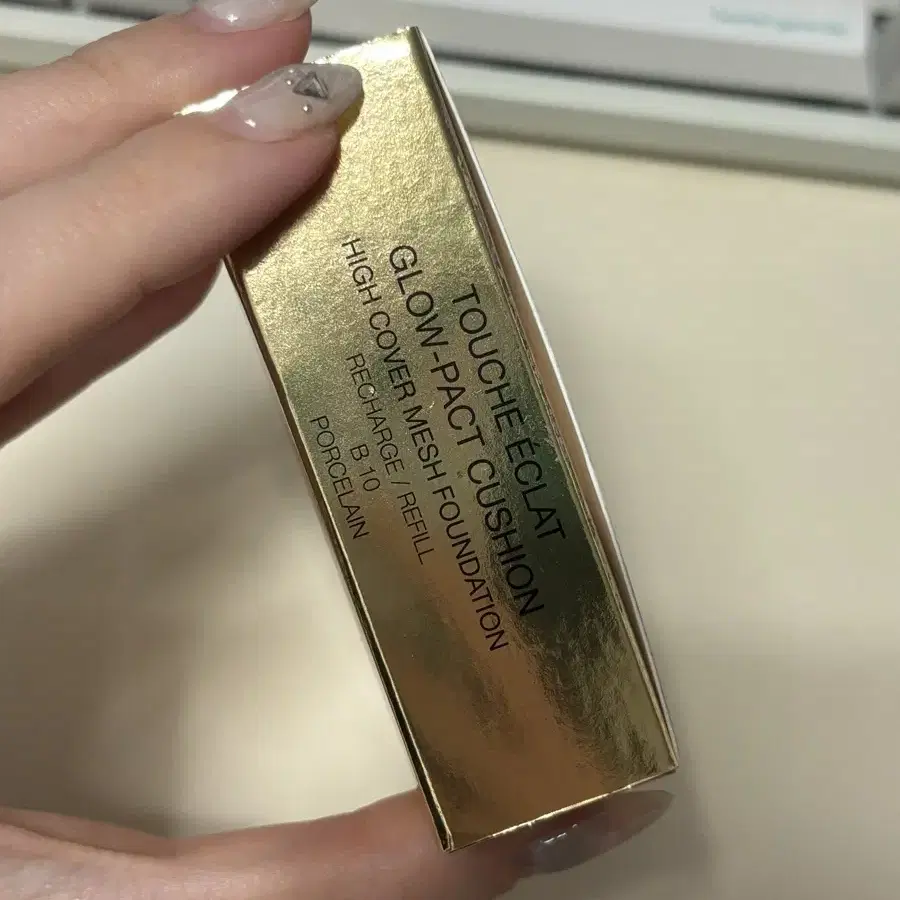 TOUCHE ÉCLAT
GLOW-PACT CUSHION
HIGH COVER MESH FOUNDATION
RECHARGE / REFILL
B 10
PORCELAIN